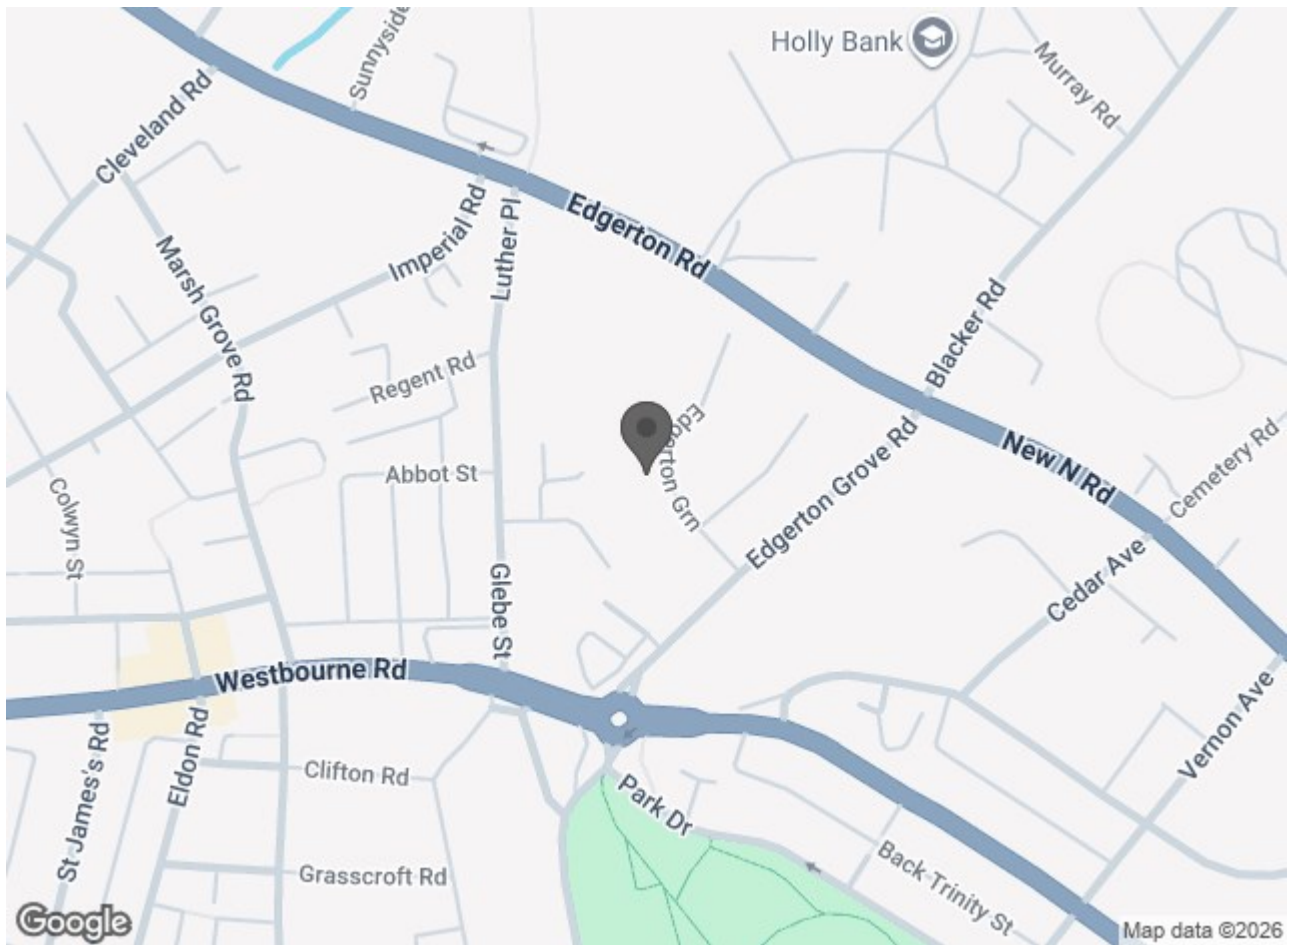 Sunnyside
Holly Bank
Murray Rd
Cleveland Rd
Edgerton Rd
Imperial Rd
Luther Pl
Marsh Grove Rd
Blacker Rd
Regent Rd
Edgerton Grn
Edgerton Grove Rd
New N Rd
Cemetery Rd
Abbot St
Colwyn St
Cedar Ave
Glebe St
Westbourne Rd
Vernon Ave
St James's Rd
Eldon Rd
Clifton Rd
Park Dr
Grasscroft Rd
Back Trinity St
Google
Map data ©2026